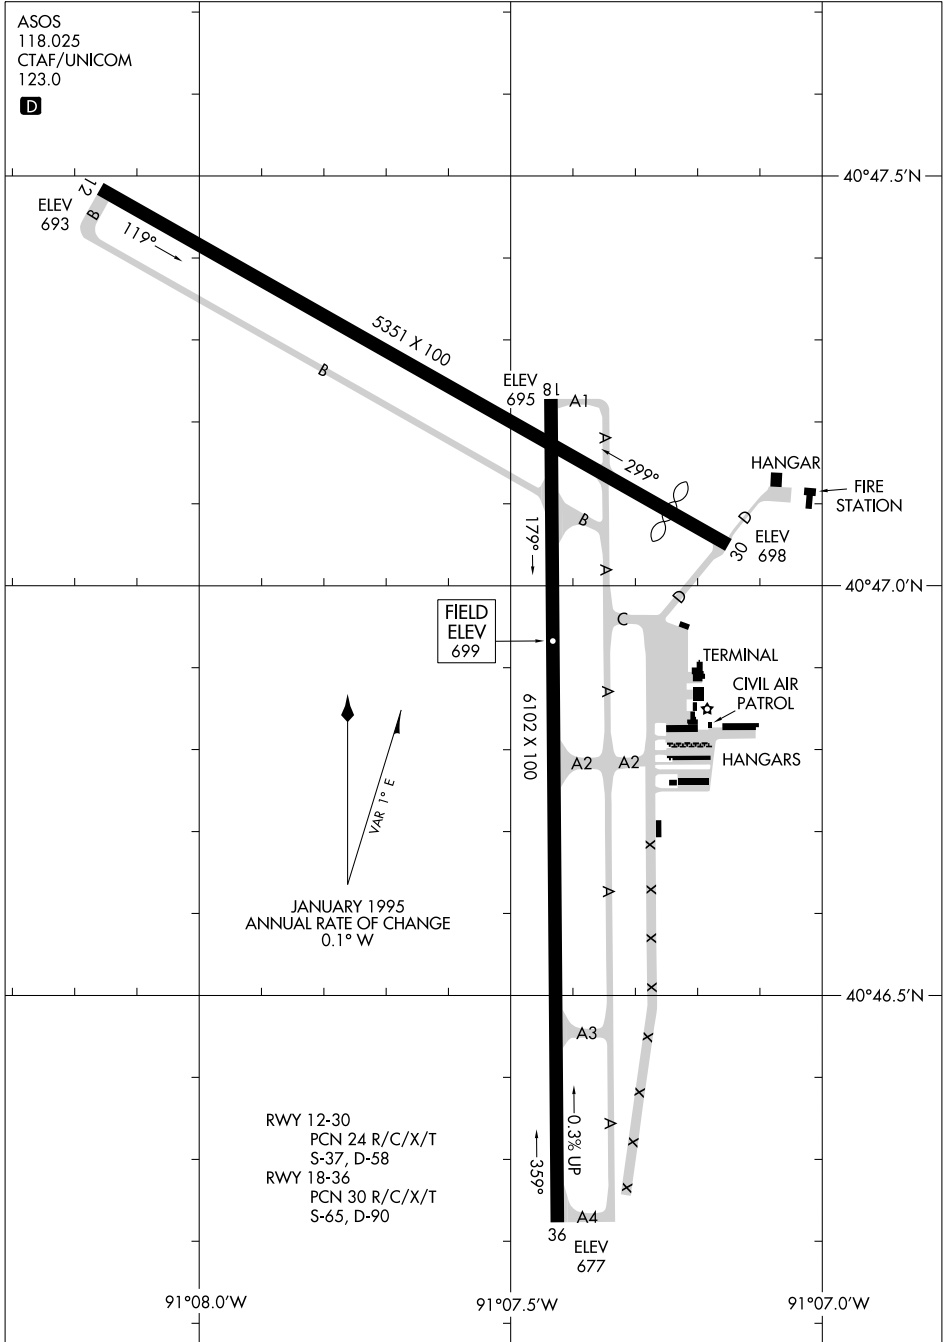 ASOS
118.025
CTAF/UNICOM
123.0
D
40°47.5'N
12
ELEV
693
B
119°
5351 X 100
B
ELEV
695
18
A1
A
299°
HANGAR
FIRE
STATION
D
179°
B
30
ELEV
698
A
40°47.0'N
D
C
FIELD
ELEV
699
TERMINAL
A
CIVIL AIR
PATROL
6102 X 100
A2
A2
HANGARS
VAR 1° E
X
A
X
JANUARY 1995
ANNUAL RATE OF CHANGE
0.1° W
X
X
40°46.5'N
A3
X
X
RWY 12-30
PCN 24 R/C/X/T
S-37, D-58
RWY 18-36
PCN 30 R/C/X/T
S-65, D-90
0.3% UP
A
X
359°
X
A4
36
ELEV
677
91°08.0'W
91°07.5'W
91°07.0'W